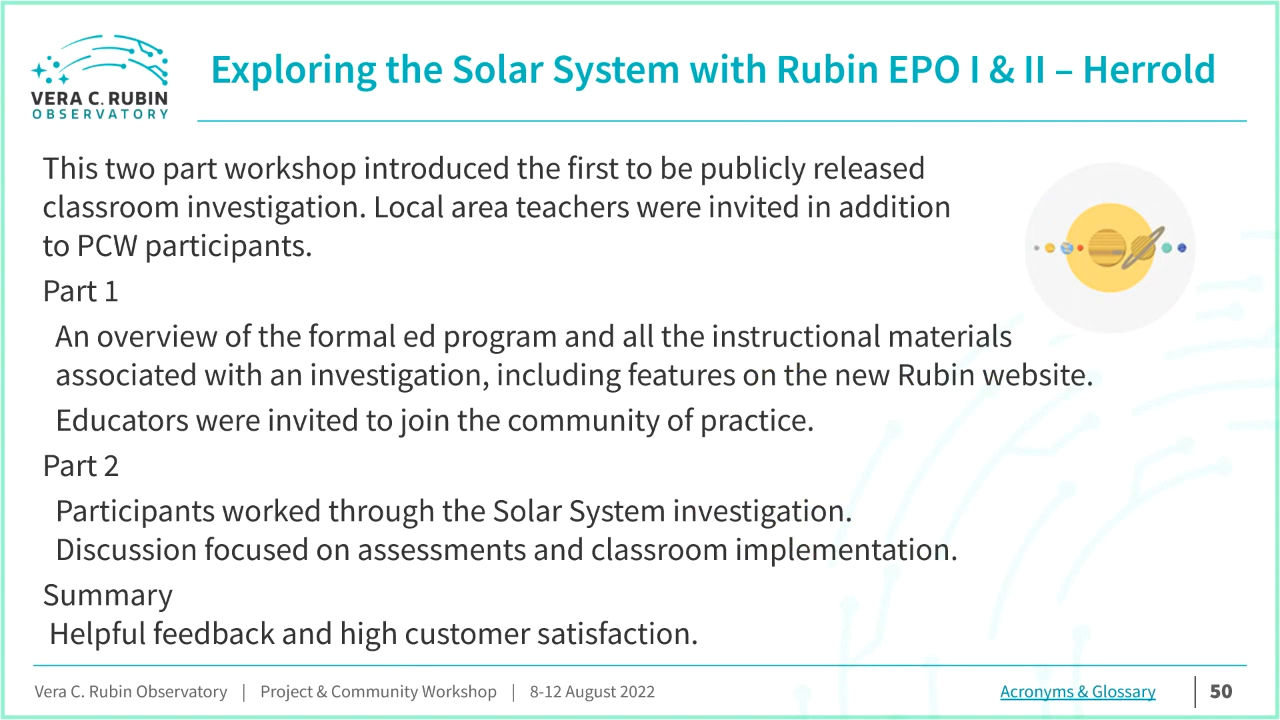 VERA C. RUBIN
OBSERVATORY
Exploring the Solar System with Rubin EPO I & II – Herrold
This two part workshop introduced the first to be publicly released
classroom investigation. Local area teachers were invited in addition
to PCW participants.
Part 1
An overview of the formal ed program and all the instructional materials
associated with an investigation, including features on the new Rubin website.
Educators were invited to join the community of practice.
Part 2
Participants worked through the Solar System investigation.
Discussion focused on assessments and classroom implementation.
Summary
Helpful feedback and high customer satisfaction.
Vera C. Rubin Observatory | Project & Community Workshop | 8-12 August 2022 Acronyms & Glossary 50